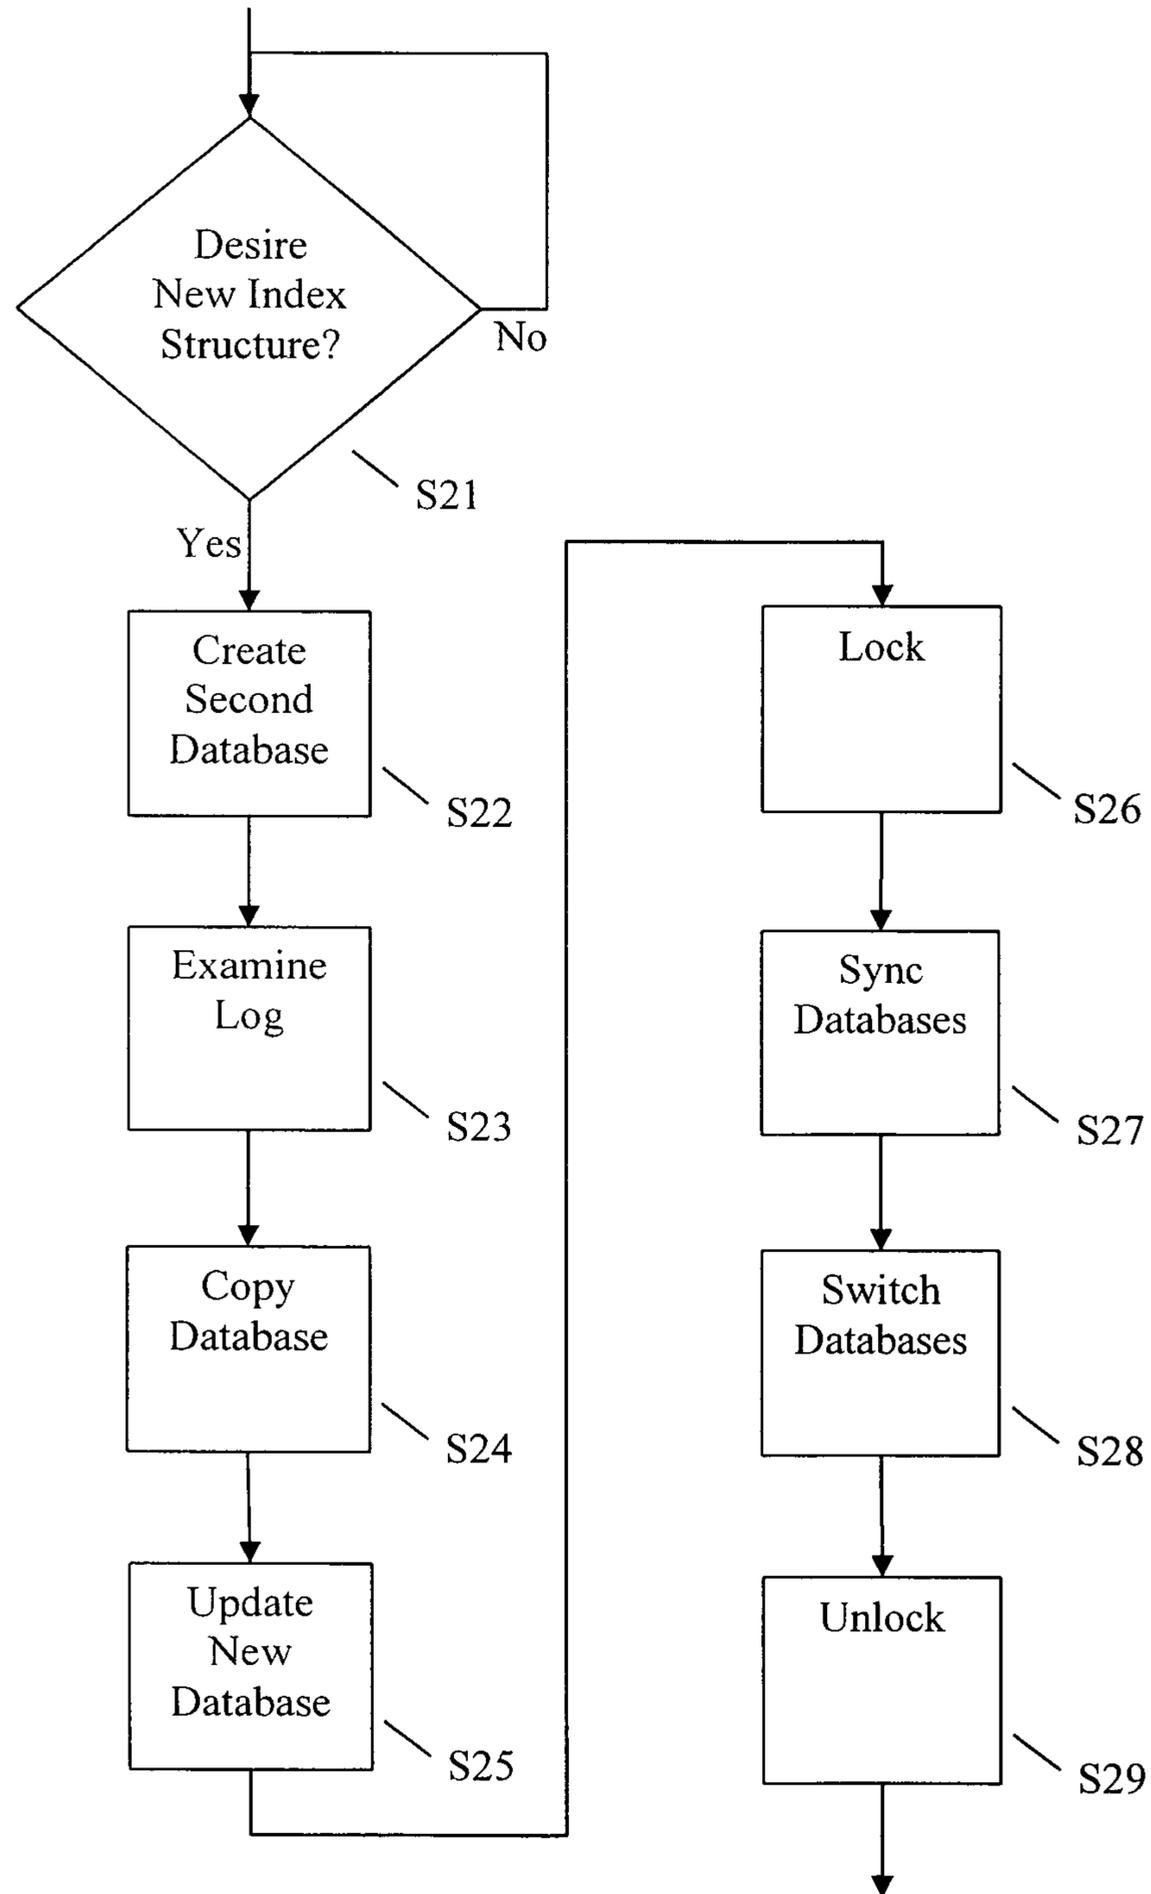 Desire
New Index
Structure?
No
S21
Yes
Create
Second
Database
S22
Examine
Log
S23
Copy
Database
S24
Update
New
Database
S25
Lock
S26
Sync
Databases
S27
Switch
Databases
S28
Unlock
S29